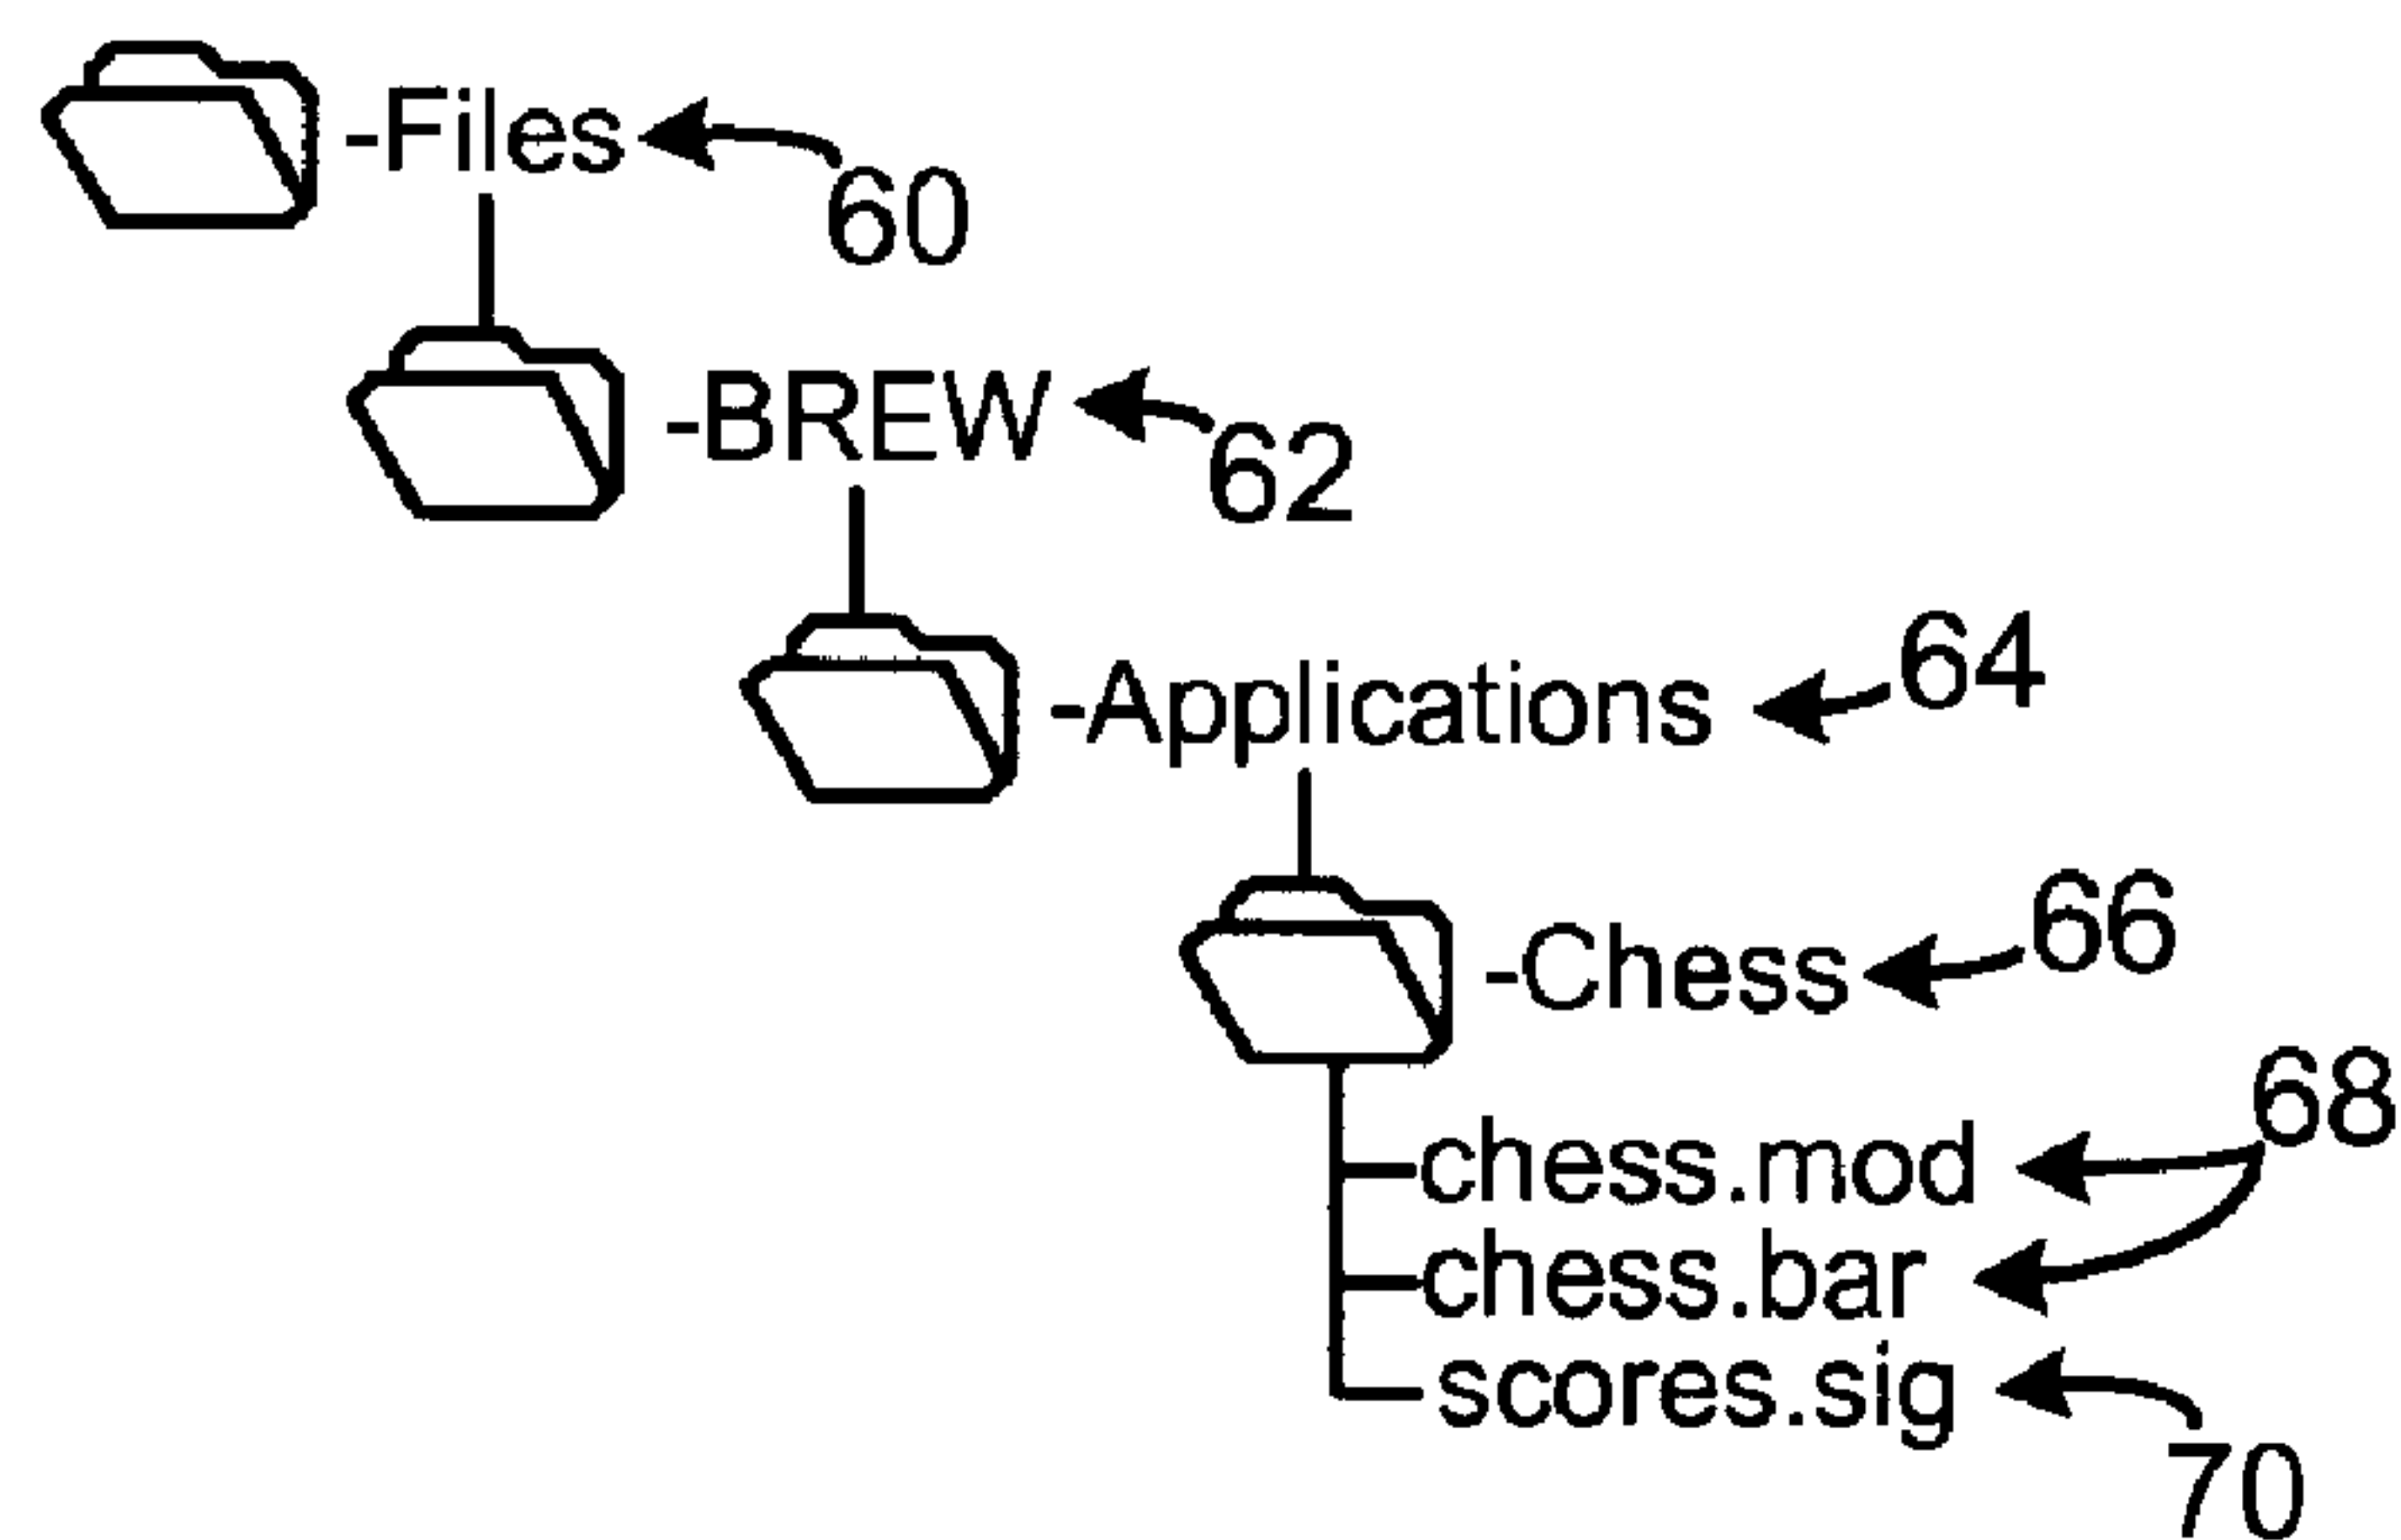 -Files
60
-BREW
62
64
-Applications
66
-Chess
68
chess.mod
chess.bar
scores.sig
70